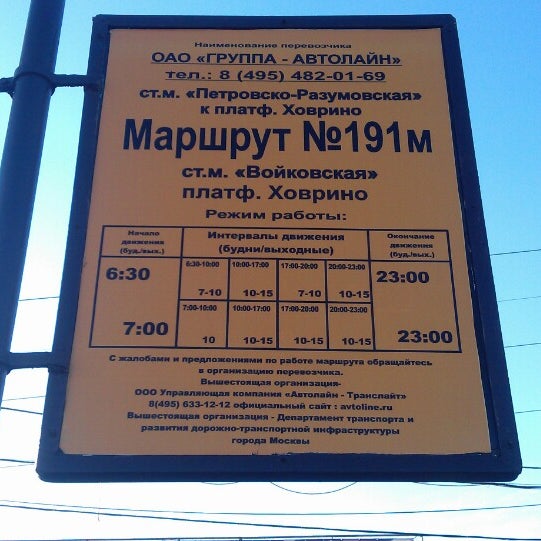 Наименование перевозчика
ОАО «ГРУППА - АВТОЛАЙН»
тел.: 8 (495) 482-01-69
ст.м. «Петровско-Разумовская»
к платф. Ховрино
Маршрут №191м
ст.м. «Войковская»
платф. Ховрино
Режим работы:
Начало движения (буд./вых.)
Интервалы движения (будни/выходные)
Окончание движения (буд./вых.)
6:30
6:30-10:00 10:00-17:00 17:00-20:00 20:00-23:00
7-10 10-15 7-10 10-15
23:00
7:00
7:00-10:00 10:00-17:00 17:00-20:00 20:00-23:00
10 10-15 10-15 10-15
23:00
С жалобами и предложениями по работе маршрута обращайтесь
в организацию перевозчика.
Вышестоящая организация-
ООО Управляющая компания «Автолайн - Транслайт»
8(495) 633-12-12 официальный сайт : avtoline.ru
Вышестоящая организация - Департамент транспорта и
развития дорожно-транспортной инфраструктуры
города Москвы